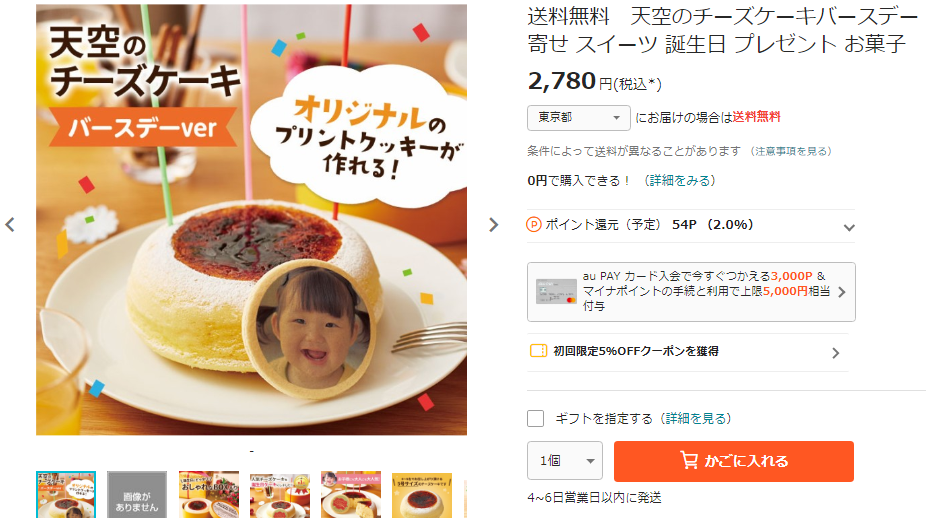 天空の
チーズケーキ
バースデーver
オリジナルの
プリントクッキーが
作れる！
送料無料　天空のチーズケーキバースデー
寄せ スイーツ 誕生日 プレゼント お菓子
2,780 円(税込*)
東京都 にお届けの場合は送料無料
条件によって送料が異なることがあります （注意事項を見る）
0円で購入できる！ （詳細をみる）
P ポイント還元（予定） 54P （2.0%）
au PAY カード入会で今すぐつかえる3,000P &
マイナポイントの手続と利用で上限5,000円相当
付与
初回限定5%OFFクーポンを獲得
ギフトを指定する（詳細を見る）
1個 かごに入れる
4~6日営業日以内に発送
-
画像が
ありません